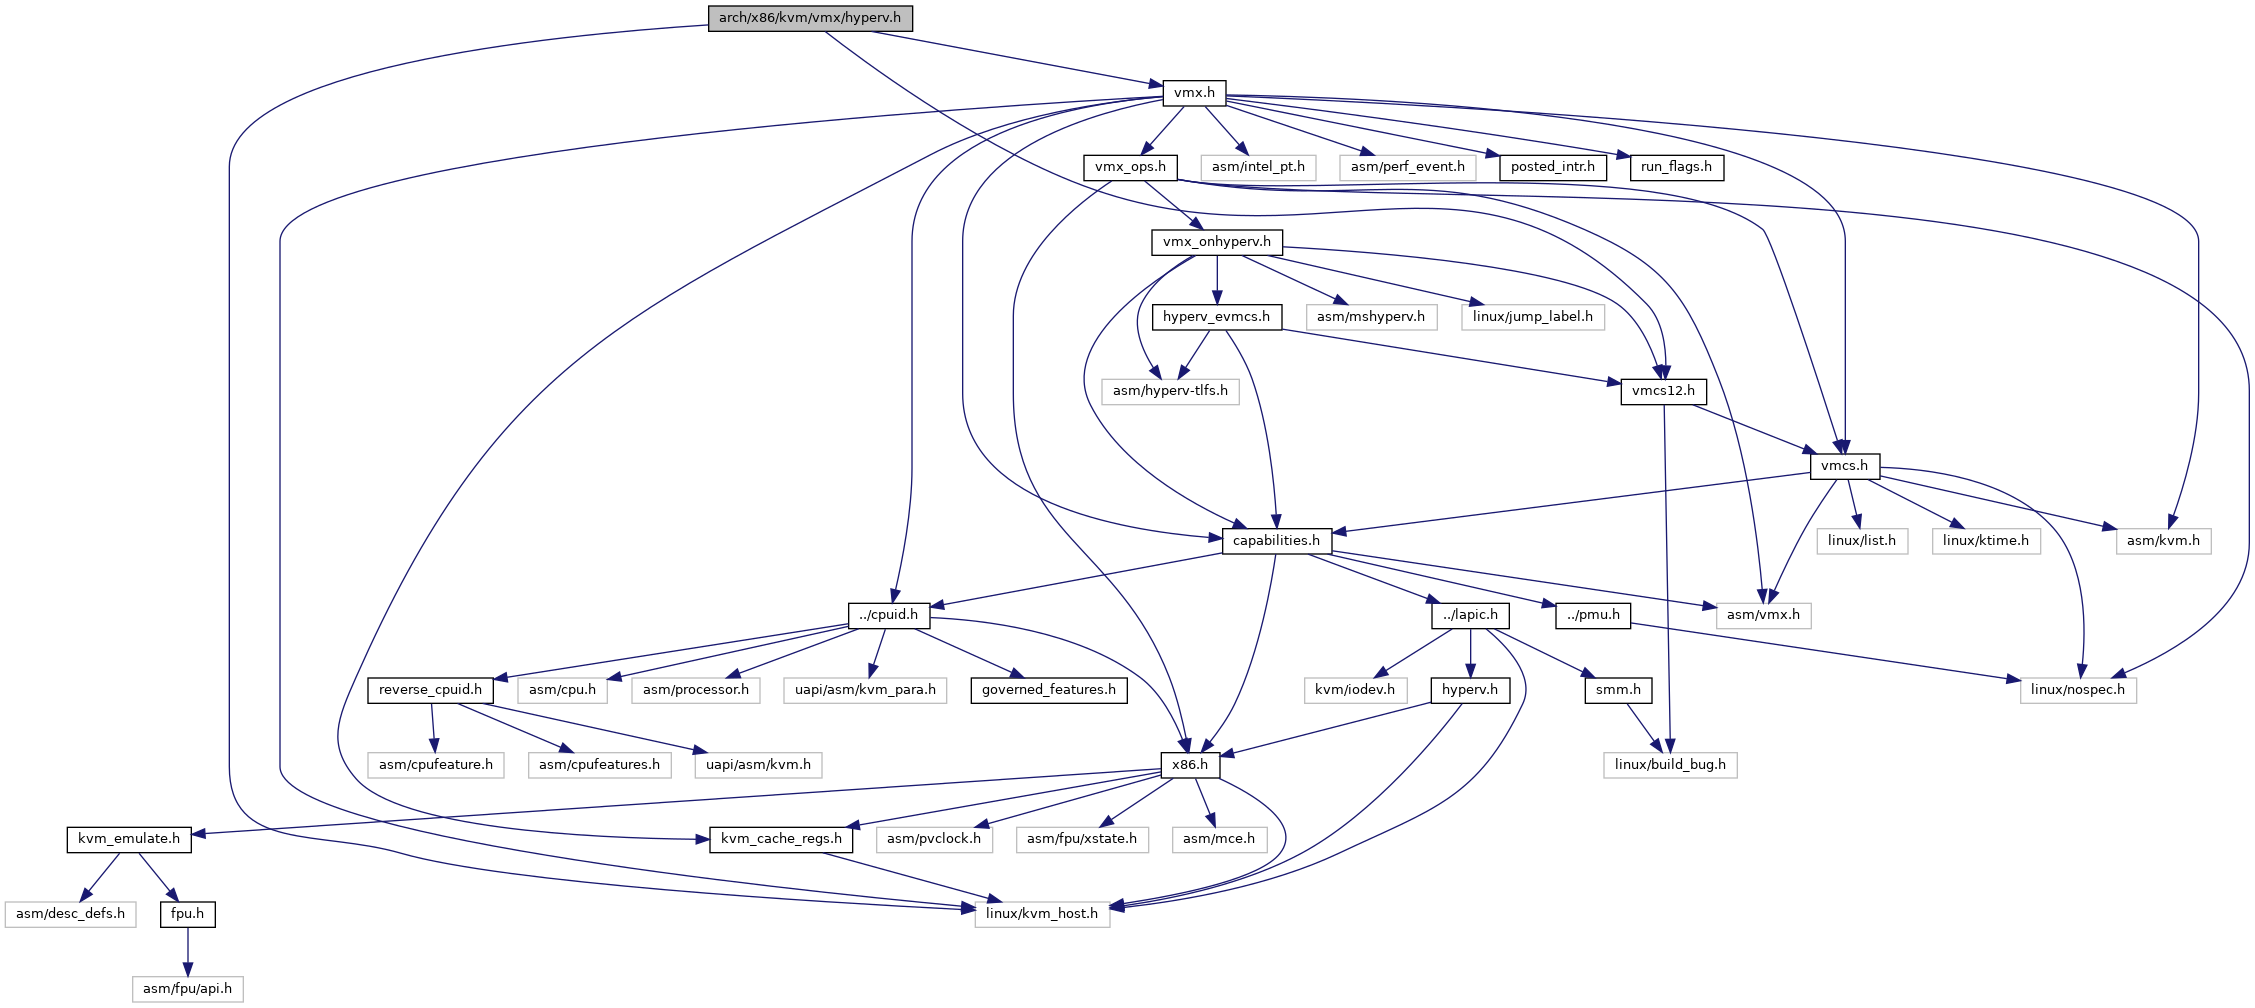 arch/x86/kvm/vmx/hyperv.h
vmx.h
vmx_ops.h
asm/intel_pt.h
asm/perf_event.h
posted_intr.h
run_flags.h
vmx_onhyperv.h
hyperv_evmcs.h
asm/mshyperv.h
linux/jump_label.h
asm/hyperv-tlfs.h
vmcs12.h
vmcs.h
capabilities.h
linux/list.h
linux/ktime.h
asm/kvm.h
../cpuid.h
../lapic.h
../pmu.h
asm/vmx.h
reverse_cpuid.h
asm/cpu.h
asm/processor.h
uapi/asm/kvm_para.h
governed_features.h
kvm/iodev.h
hyperv.h
smm.h
linux/nospec.h
asm/cpufeature.h
asm/cpufeatures.h
uapi/asm/kvm.h
x86.h
linux/build_bug.h
kvm_emulate.h
kvm_cache_regs.h
asm/pvclock.h
asm/fpu/xstate.h
asm/mce.h
asm/desc_defs.h
fpu.h
linux/kvm_host.h
asm/fpu/api.h